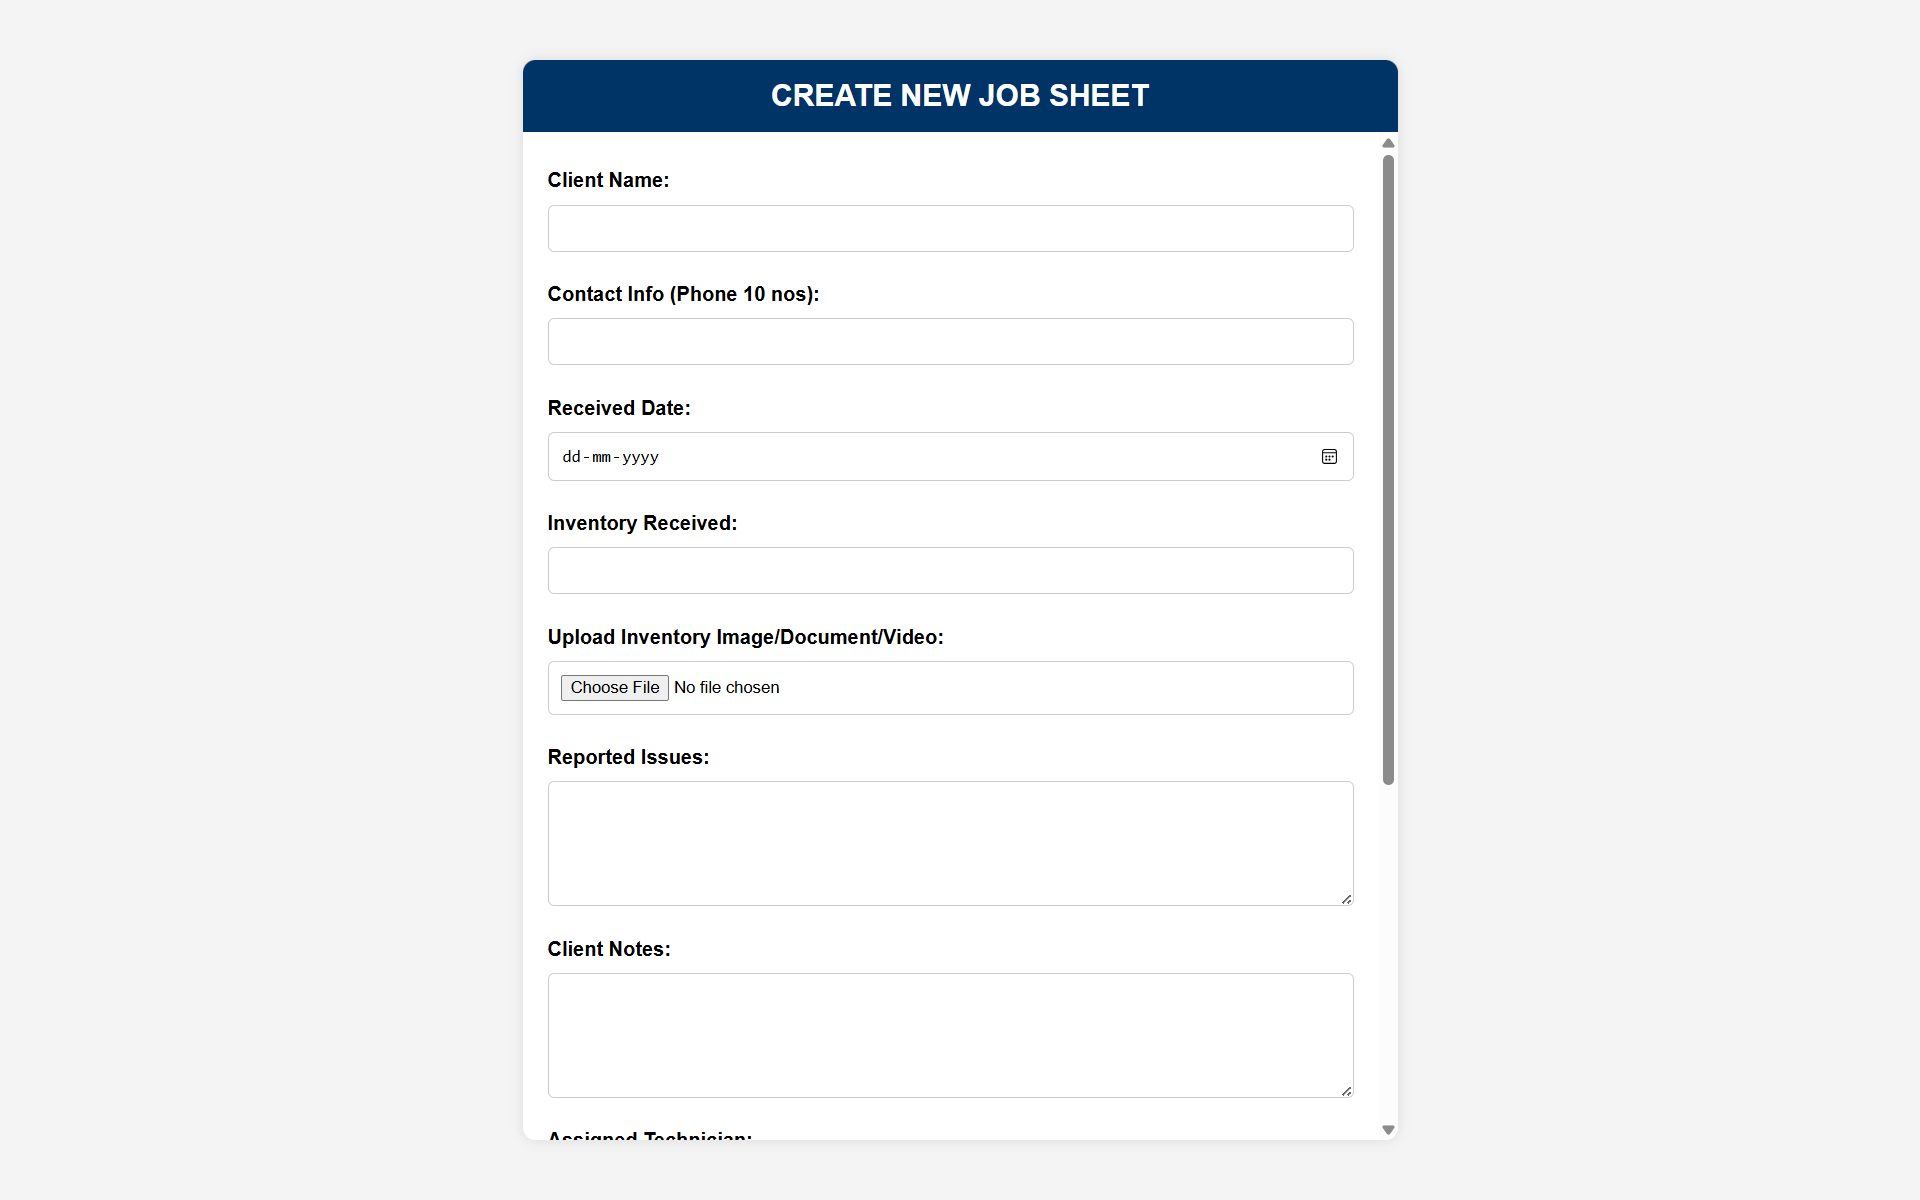 CREATE NEW JOB SHEET
Client Name:
Contact Info (Phone 10 nos):
Received Date:
dd-mm-yyyy
Inventory Received:
Upload Inventory Image/Document/Video:
Choose File No file chosen
Reported Issues:
Client Notes:
Assigned Technician: